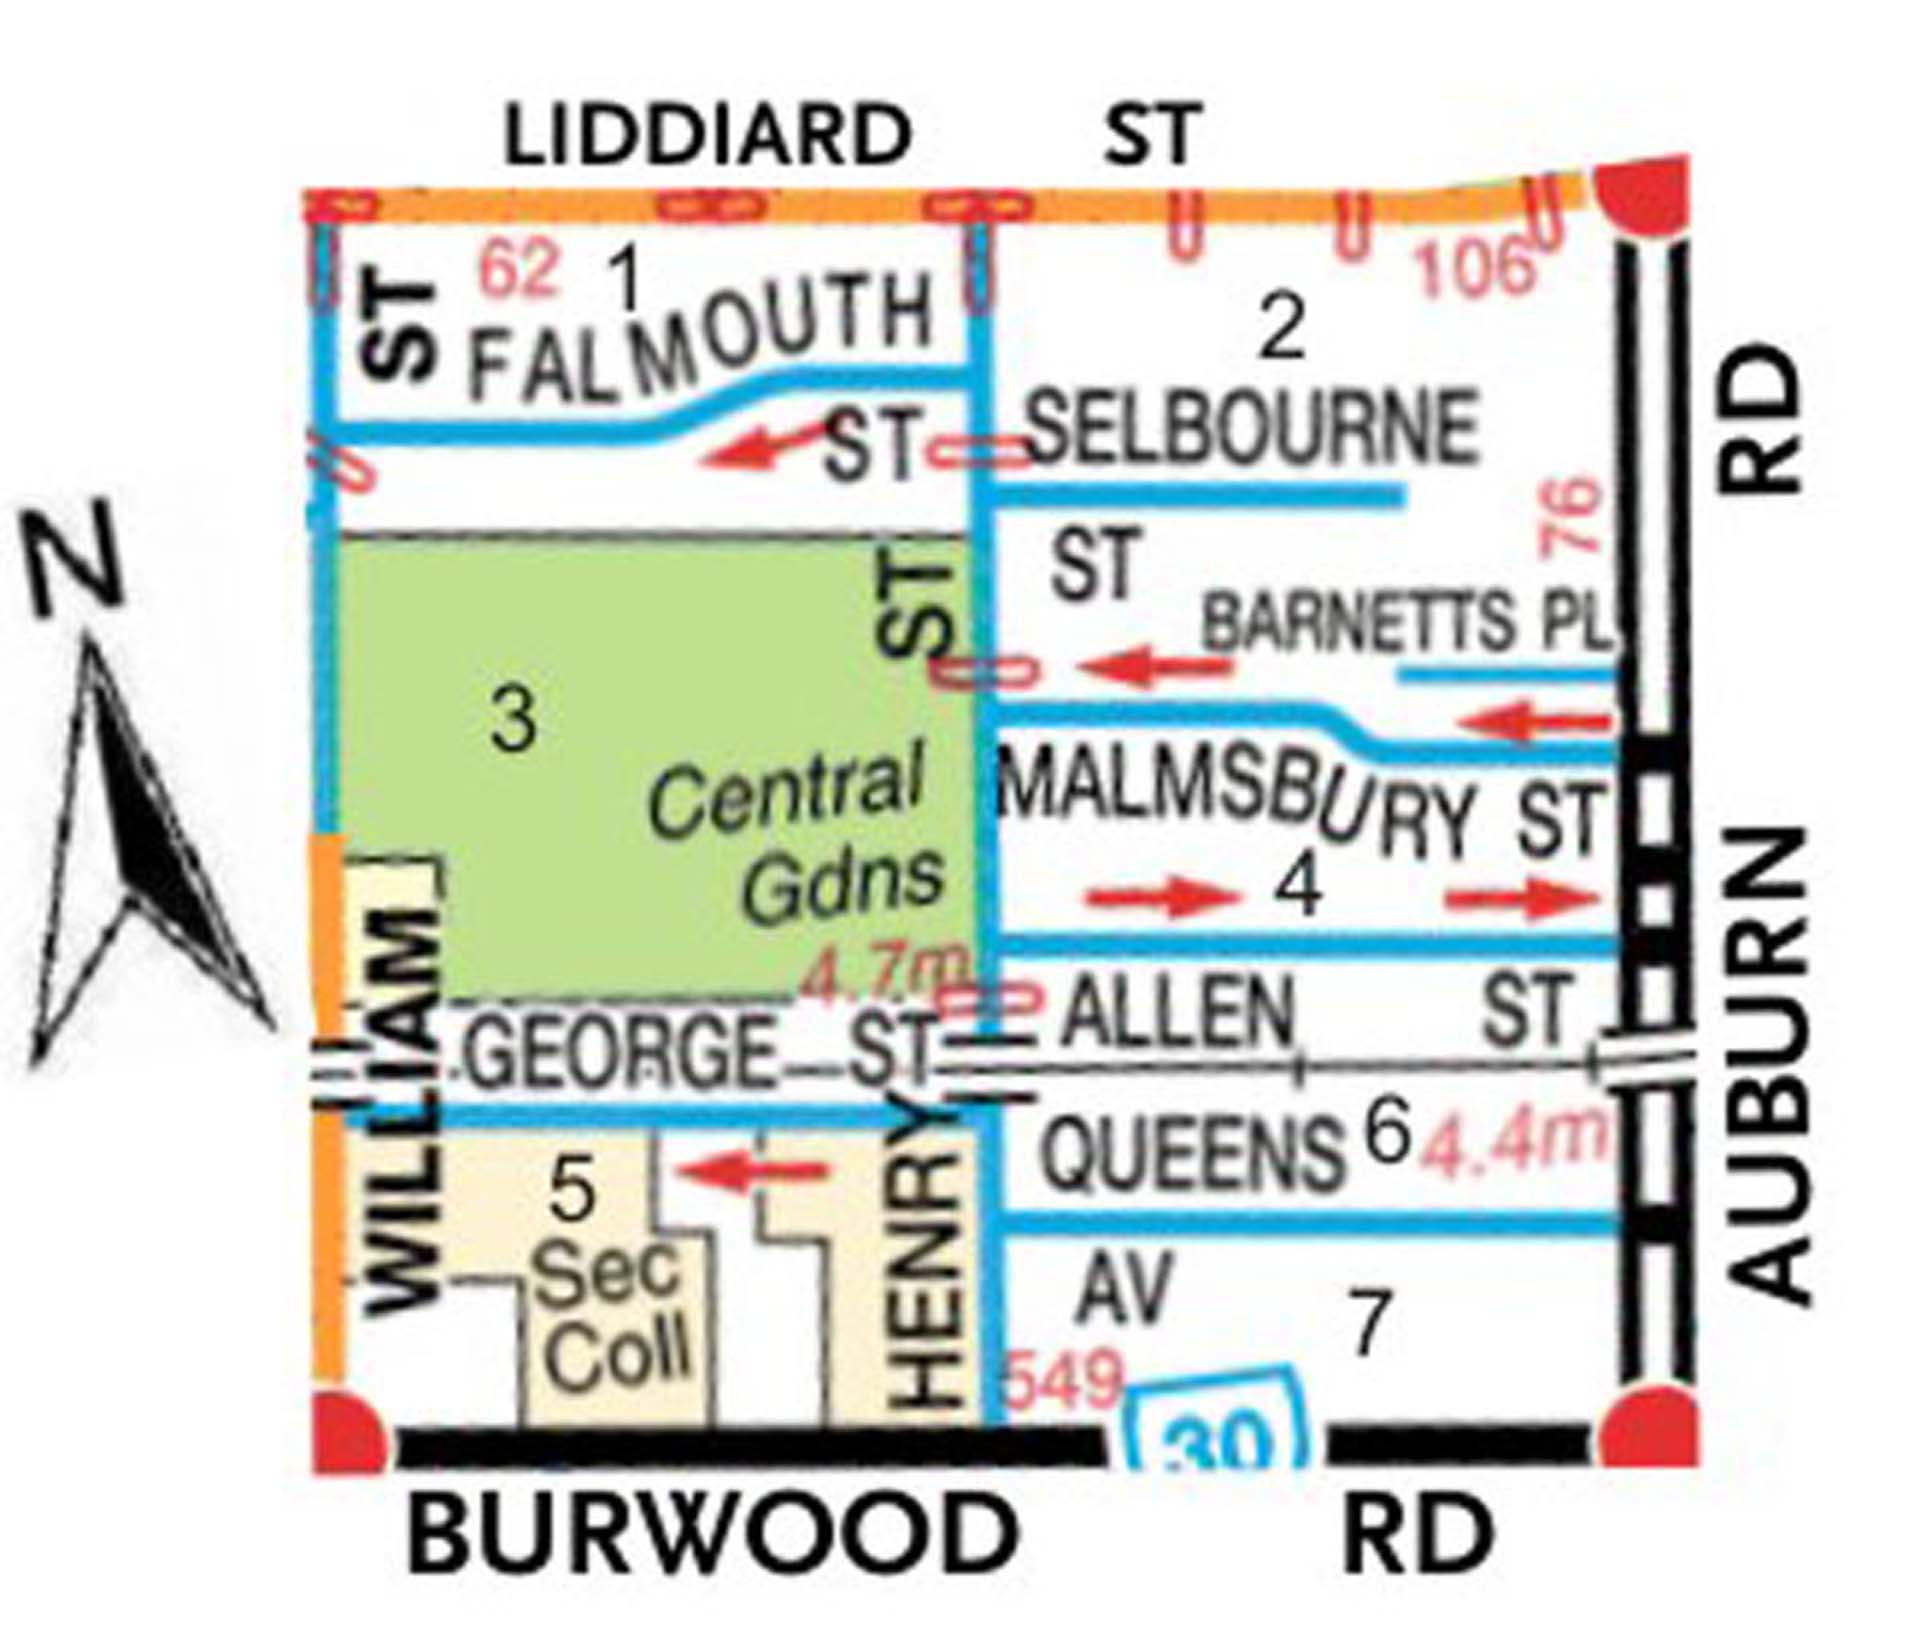 LIDDIARD ST
62 1
106
ST
FALMOUTH
ST
2
RD
SELBOURNE
ST
76
N
ST
BARNETTS PL
3
Central
Gdns
MALMSBURY ST
4
4.7m
WILLIAM
GEORGE ST
ALLEN ST
AUBURN
QUEENS
6
4.4m
AV
5
Sec
Coll
HENRY
7
549
30
BURWOOD RD